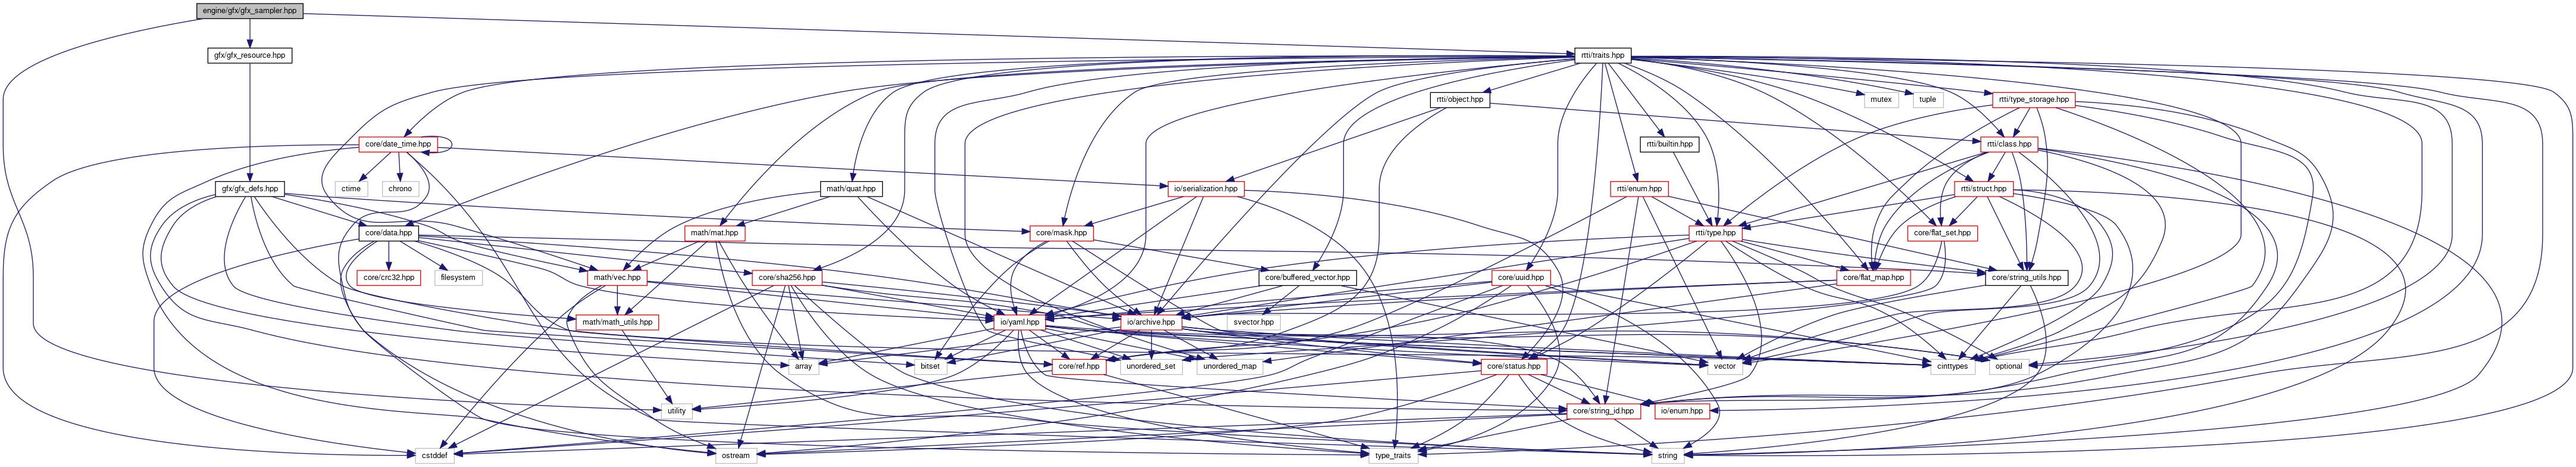 engine/gfx/gfx_sampler.hpp
gfx/gfx_resource.hpp
rtti/traits.hpp
rtti/object.hpp
mutex
tuple
rtti/type_storage.hpp
core/date_time.hpp
rtti/builtin.hpp
rtti/class.hpp
ctime
chrono
gfx/gfx_defs.hpp
math/quat.hpp
io/serialization.hpp
rtti/enum.hpp
rtti/struct.hpp
core/data.hpp
math/mat.hpp
core/mask.hpp
rtti/type.hpp
core/flat_set.hpp
core/crc32.hpp
filesystem
math/vec.hpp
core/sha256.hpp
core/buffered_vector.hpp
core/uuid.hpp
core/flat_map.hpp
core/string_utils.hpp
math/math_utils.hpp
io/yaml.hpp
io/archive.hpp
svector.hpp
array
bitset
core/ref.hpp
unordered_set
unordered_map
core/status.hpp
vector
cinttypes
optional
utility
core/string_id.hpp
io/enum.hpp
cstddef
ostream
type_traits
string